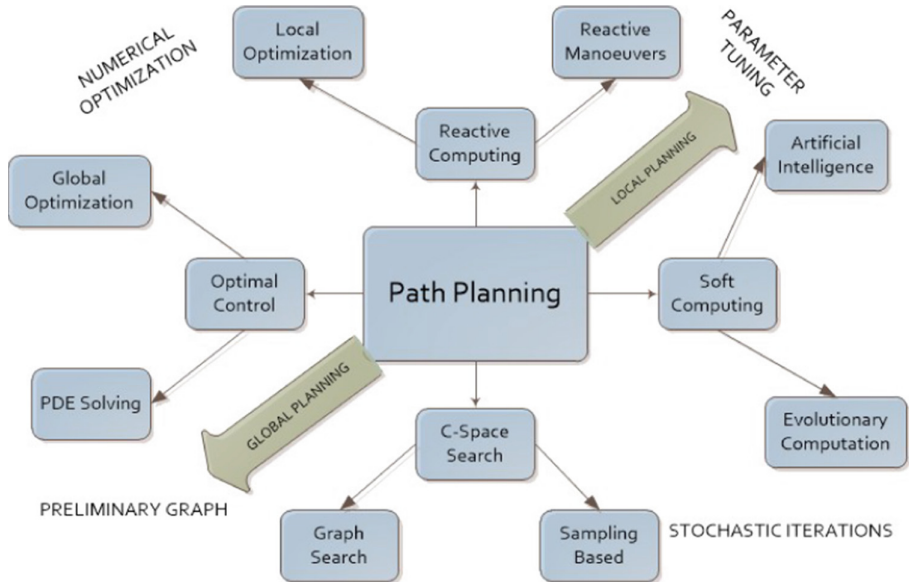 NUMERICAL
OPTIMIZATION
Local
Optimization
Reactive
Manoeuvers
PARAMETER
TUNING
Reactive
Computing
LOCAL PLANNING
Artificial
Intelligence
Global
Optimization
Optimal
Control
Path Planning
Soft
Computing
PDE Solving
GLOBAL PLANNING
C-Space
Search
Evolutionary
Computation
PRELIMINARY GRAPH
Graph
Search
Sampling
Based
STOCHASTIC ITERATIONS